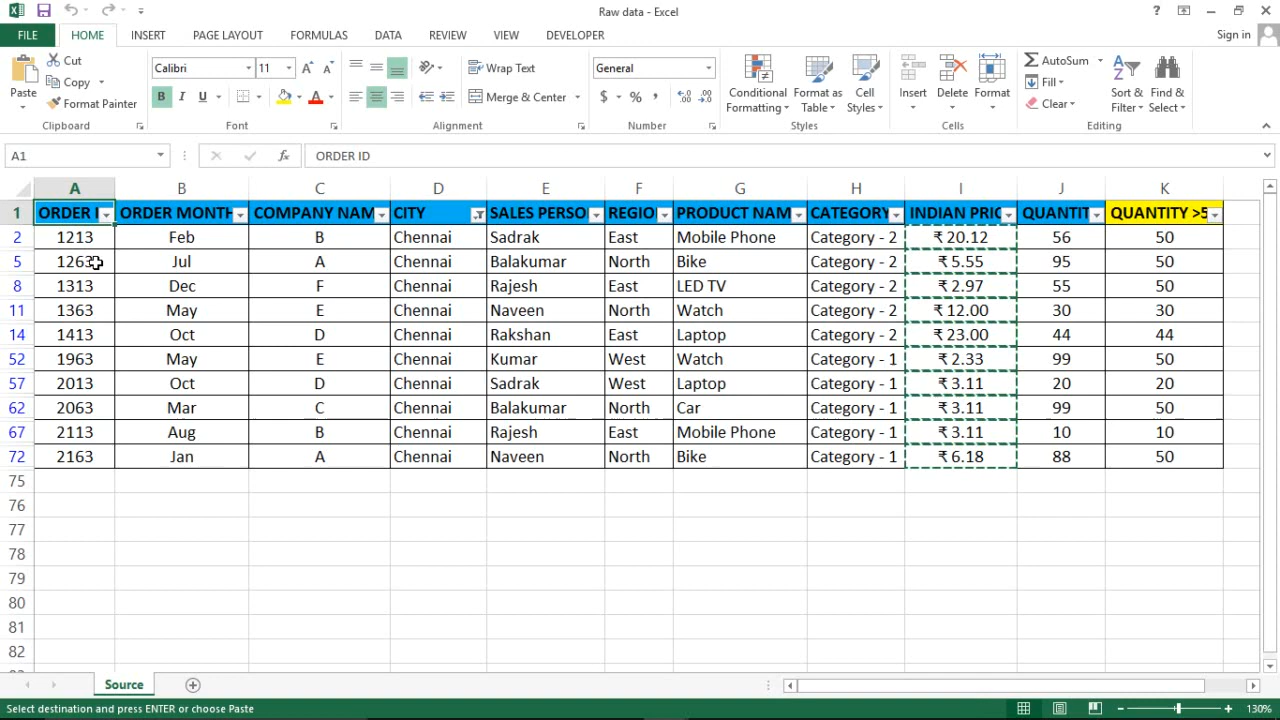 Raw data - Excel
?
FILE HOME INSERT PAGE LAYOUT FORMULAS DATA REVIEW VIEW DEVELOPER Sign in
Paste Cut Copy Format Painter
Clipboard
Calibri 11 A A
B I U A
Font
Wrap Text
Merge & Center
Alignment
General
$ % ,
Number
Conditional Formatting Format as Table Cell Styles
Styles
Insert Delete Format
Cells
AutoSum Fill Clear Sort & Filter Find & Select
Editing
A1 fx ORDER ID
A B C D E F G H I J K
1 ORDER I ORDER MONTH COMPANY NAM CITY SALES PERSO REGIO PRODUCT NAM CATEGORY INDIAN PRIC QUANTIT QUANTITY >5
2 1213 Feb B Chennai Sadrak East Mobile Phone Category - 2 ₹ 20.12 56 50
5 1263 Jul A Chennai Balakumar North Bike Category - 2 ₹ 5.55 95 50
8 1313 Dec F Chennai Rajesh East LED TV Category - 2 ₹ 2.97 55 50
11 1363 May E Chennai Naveen North Watch Category - 2 ₹ 12.00 30 30
14 1413 Oct D Chennai Rakshan East Laptop Category - 2 ₹ 23.00 44 44
52 1963 May E Chennai Kumar West Watch Category - 1 ₹ 2.33 99 50
57 2013 Oct D Chennai Sadrak West Laptop Category - 1 ₹ 3.11 20 20
62 2063 Mar C Chennai Balakumar North Car Category - 1 ₹ 3.11 99 50
67 2113 Aug B Chennai Rajesh East Mobile Phone Category - 1 ₹ 3.11 10 10
72 2163 Jan A Chennai Naveen North Bike Category - 1 ₹ 6.18 88 50
75
76
77
78
79
80
81
82
Source
Select destination and press ENTER or choose Paste 130%